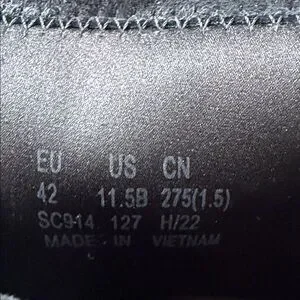 EU US CN
42 11.5B 275(1.5)
SC914 127 H/22
MADE IN VIETNAM